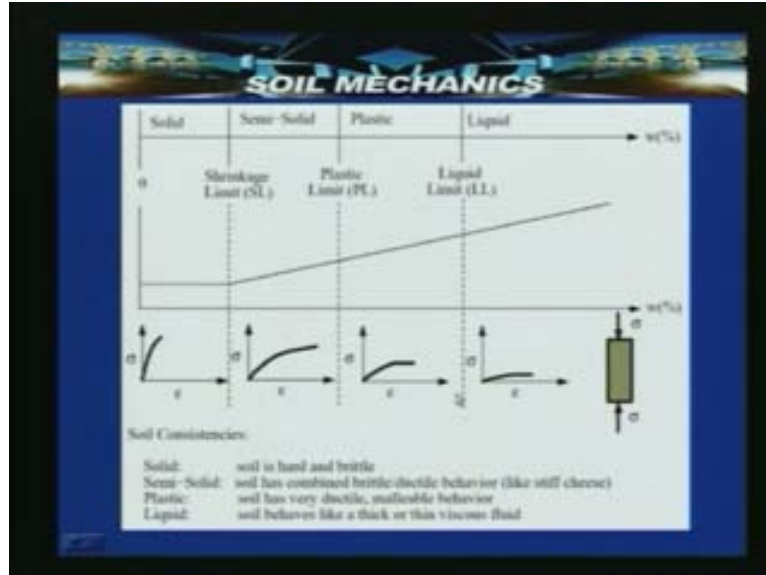 SOIL MECHANICS
Solid Semi-Solid Plastic Liquid
w(%)
Shrinkage Limit (SL) Plastic Limit (PL) Liquid Limit (LL)
w(%)
σ σ σ σ σ
ε ε ε ε
σ
Soil Consistencies:
Solid: soil is hard and brittle
Semi-Solid: soil has combined brittle/ductile behavior (like stiff cheese)
Plastic: soil has very ductile, malleable behavior
Liquid: soil behaves like a thick or thin viscous fluid